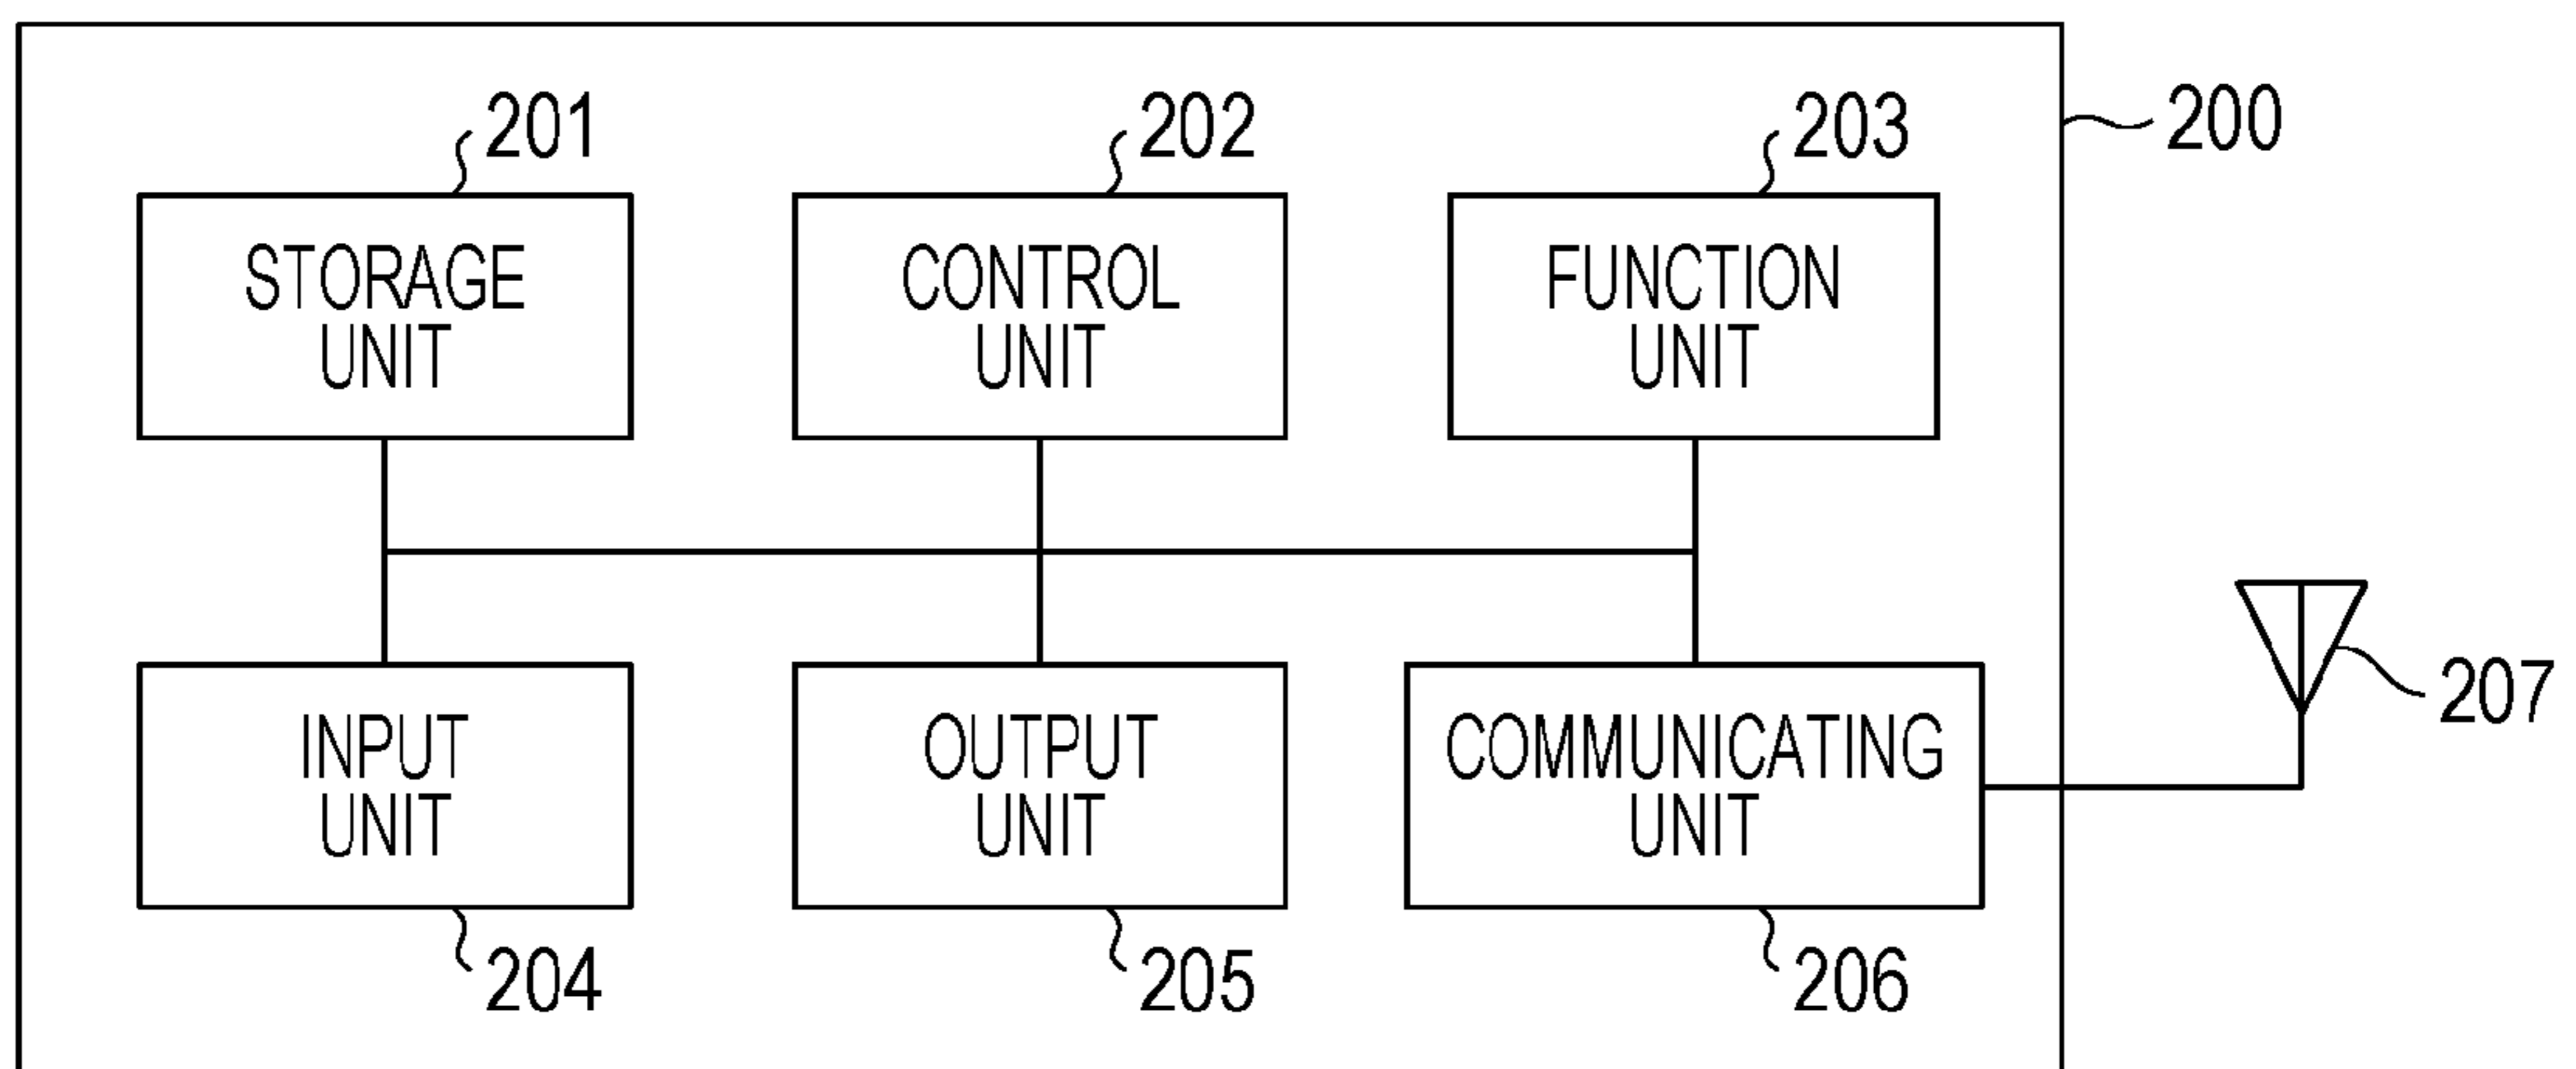 200
201
202
203
STORAGE
UNIT
CONTROL
UNIT
FUNCTION
UNIT
INPUT
UNIT
OUTPUT
UNIT
COMMUNICATING
UNIT
207
204
205
206